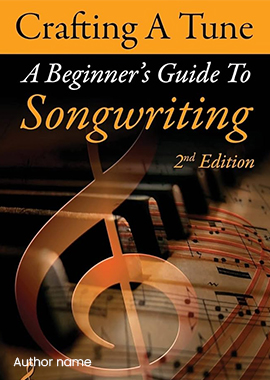 Crafting A Tune
A Beginner's Guide To
Songwriting
2nd Edition
Author name